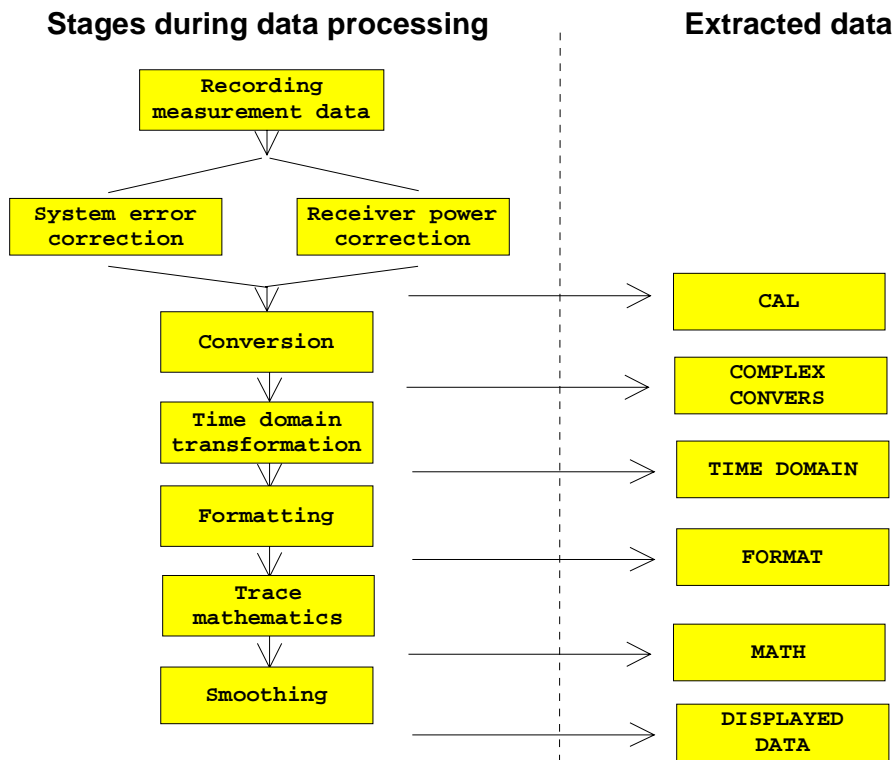 Stages during data processing
Extracted data
Recording
measurement data
System error
correction
Receiver power
correction
CAL
Conversion
COMPLEX
CONVERS
Time domain
transformation
TIME DOMAIN
Formatting
FORMAT
Trace
mathematics
MATH
Smoothing
DISPLAYED
DATA